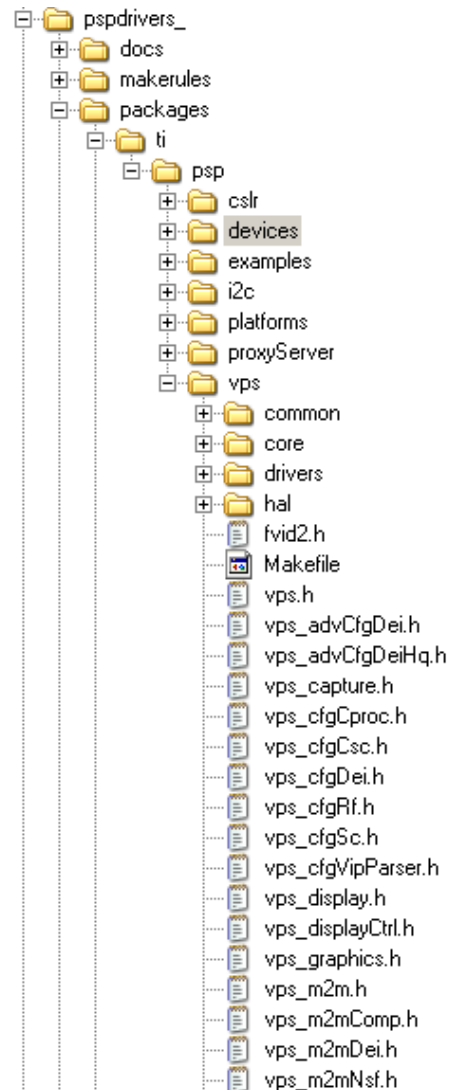 pspdrivers_
docs
makerules
packages
ti
psp
cslr
devices
examples
i2c
platforms
proxyServer
vps
common
core
drivers
hal
fvid2.h
Makefile
vps.h
vps_advCfgDei.h
vps_advCfgDeiHq.h
vps_capture.h
vps_cfgCproc.h
vps_cfgCsc.h
vps_cfgDei.h
vps_cfgRf.h
vps_cfgSc.h
vps_cfgVipParser.h
vps_display.h
vps_displayCtrl.h
vps_graphics.h
vps_m2m.h
vps_m2mComp.h
vps_m2mDei.h
vps_m2mNsf.h